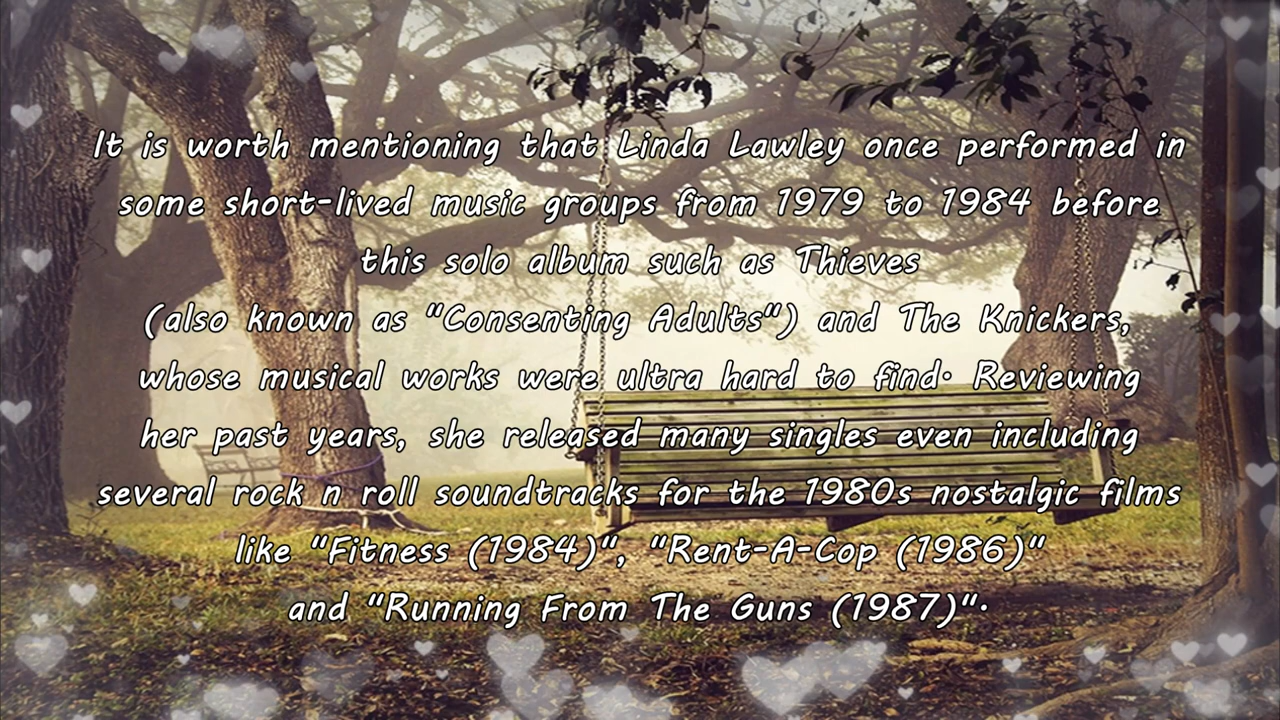 It is worth mentioning that Linda Lawley once performed in
some short-lived music groups from 1979 to 1984 before
this solo album such as Thieves
(also known as "Consenting Adults") and The Knickers,
whose musical works were ultra hard to find. Reviewing
her past years, she released many singles even including
several rock n roll soundtracks for the 1980s nostalgic films
like "Fitness (1984)", "Rent-A-Cop (1986)"
and "Running From The Guns (1987)".